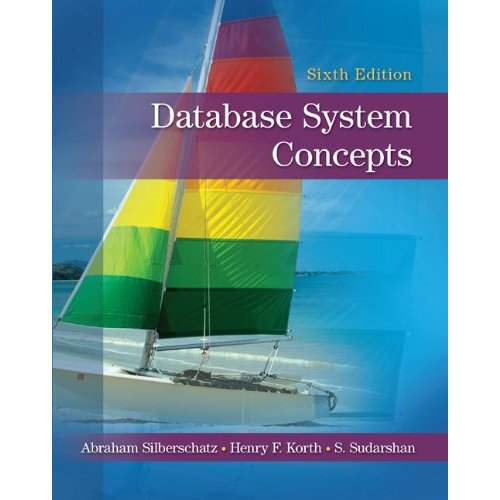 Sixth Edition
Database System
Concepts
Abraham Silberschatz • Henry F. Korth • S. Sudarshan